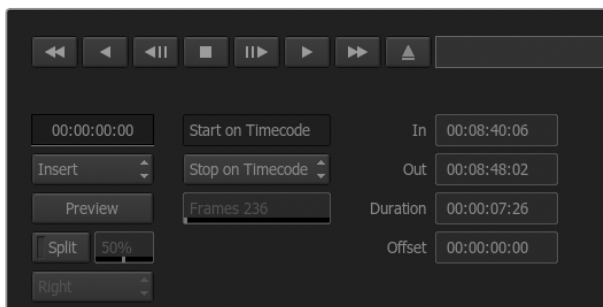 00:00:00:00 Start on Timecode In 00:08:40:06
Insert Stop on Timecode Out 00:08:48:02
Preview Frames 236 Duration 00:00:07:26
Split 50% Offset 00:00:00:00
Right